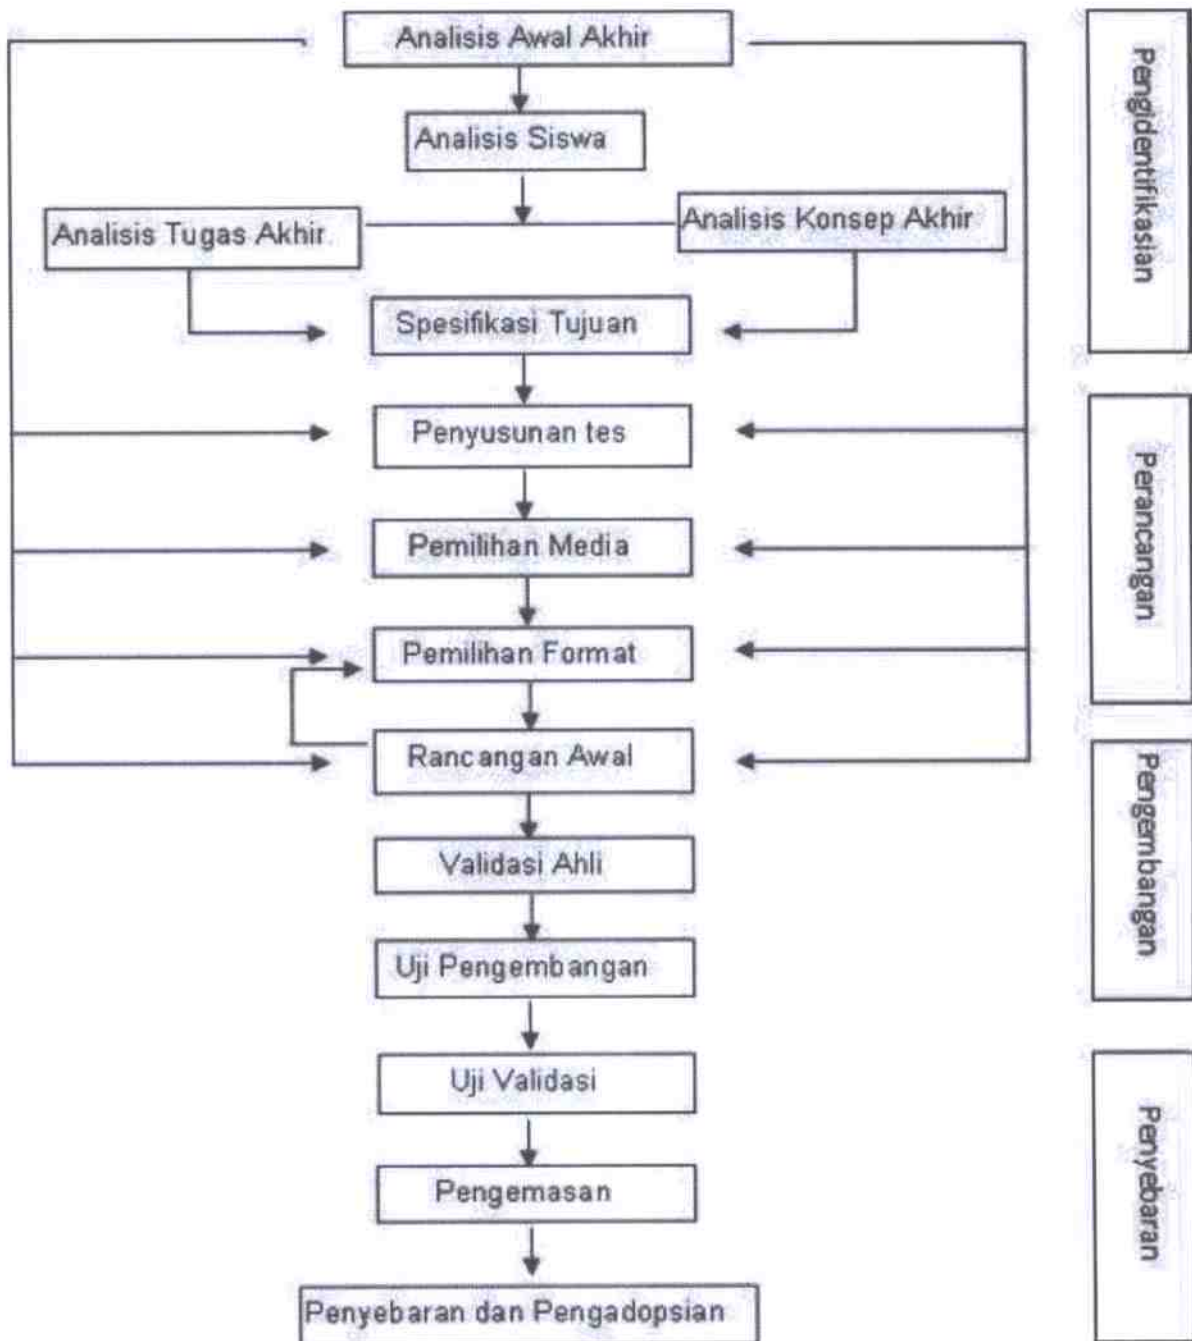 Analisis Awal Akhir
Analisis Siswa
Analisis Tugas Akhir.
Analisis Konsep Akhir
Spesifikasi Tujuan
Penyusunan tes
Pemilihan Media
Pemilihan Format
Rancangan Awal
Validasi Ahli
Uji Pengembangan
Uji Validasi
Pengemasan
Penyebaran dan Pengadopsian
Pengidentifikasian
Perancangan
Pengembangan
Penyebaran